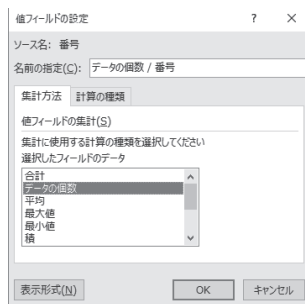 値フィールドの設定 ? ×
ソース名: 番号
名前の指定(C): データの個数 / 番号
集計方法 計算の種類
値フィールドの集計(S)
集計に使用する計算の種類を選択してください
選択したフィールドのデータ
合計
データの個数
平均
最大値
最小値
積
表示形式(N) OK キャンセル